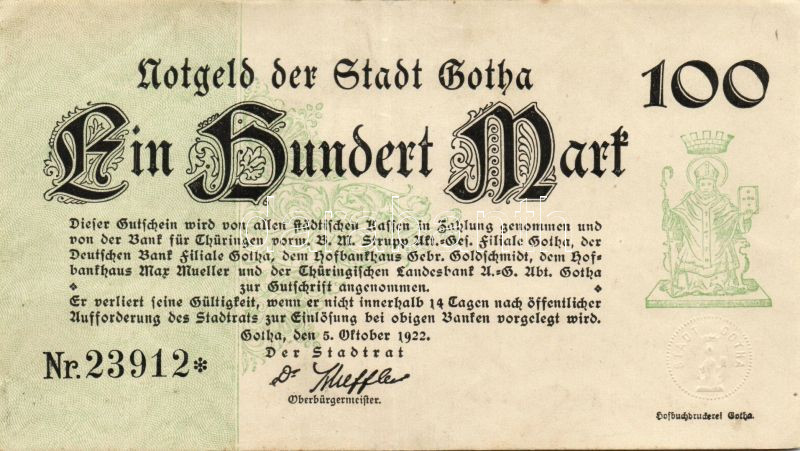 Notgeld der Stadt Gotha
100
Ein Hundert Mark
Dieser Gutschein wird von allen städtischen Kassen in Zahlung genommen und
von der Bank für Thüringen vorm. B. M. Strupp Akt.-Ges. Filiale Gotha, der
Deutschen Bank Filiale Gotha, dem Hofbankhaus Gebr. Goldschmidt, dem Hof-
bankhaus Max Mueller und der Thüringischen Landesbank A.-G. Abt. Gotha
* zur Gutschrift angenommen. *
Er verliert seine Gültigkeit, wenn er nicht innerhalb 14 Tagen nach öffentlicher
Aufforderung des Stadtrats zur Einlösung bei obigen Banken vorgelegt wird.
Gotha, den 5. Oktober 1922.
Der Stadtrat
Nr. 23912*
Dr Scheffler
Oberbürgermeister.
Hofbuchdruckerei Gotha.